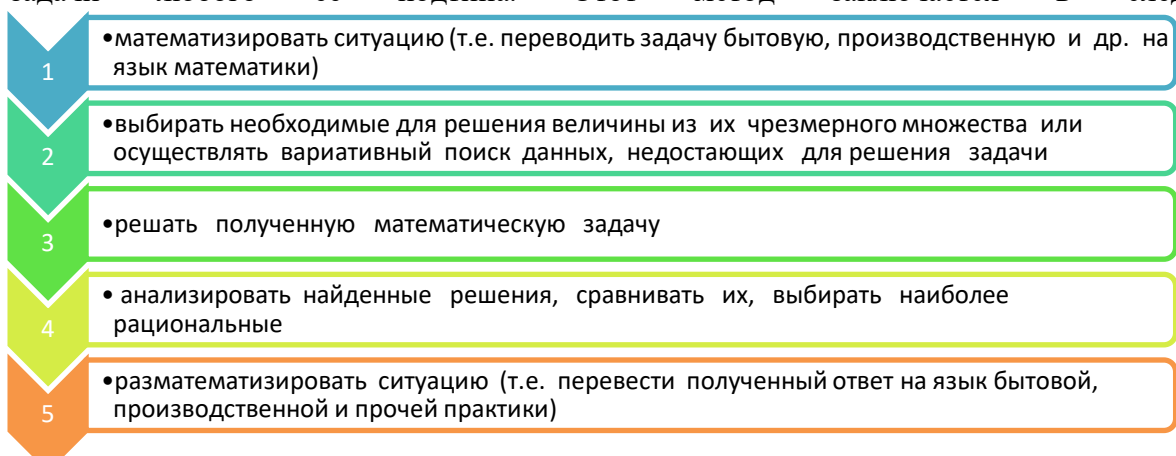 1
•математизировать ситуацию (т.е. переводить задачу бытовую, производственную и др. на
язык математики)
2
•выбирать необходимые для решения величины из их чрезмерного множества или
осуществлять вариативный поиск данных, недостающих для решения задачи
3
•решать полученную математическую задачу
4
• анализировать найденные решения, сравнивать их, выбирать наиболее
рациональные
5
•разматематизировать ситуацию (т.е. перевести полученный ответ на язык бытовой,
производственной и прочей практики)